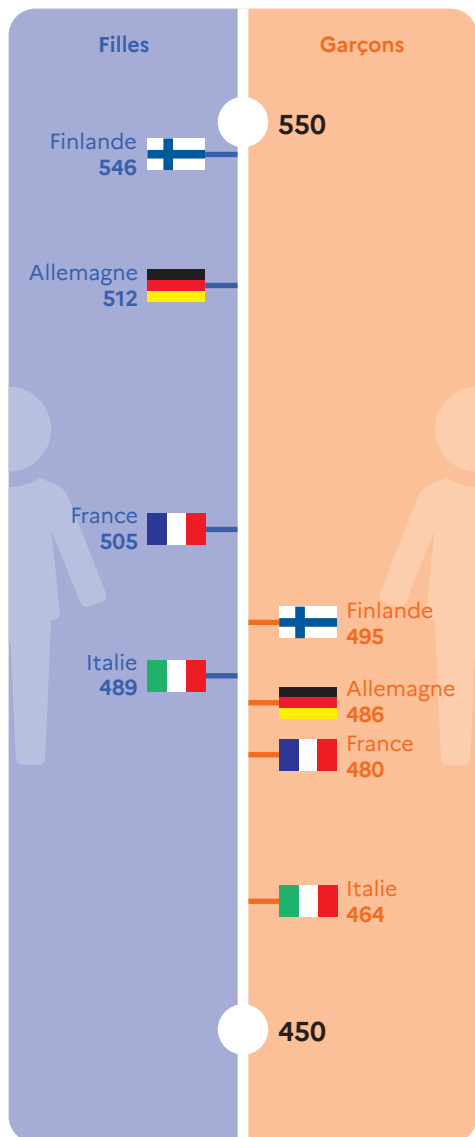 Filles
Garçons
550
Finlande
546
Allemagne
512
France
505
Finlande
495
Italie
489
Allemagne
486
France
480
Italie
464
450